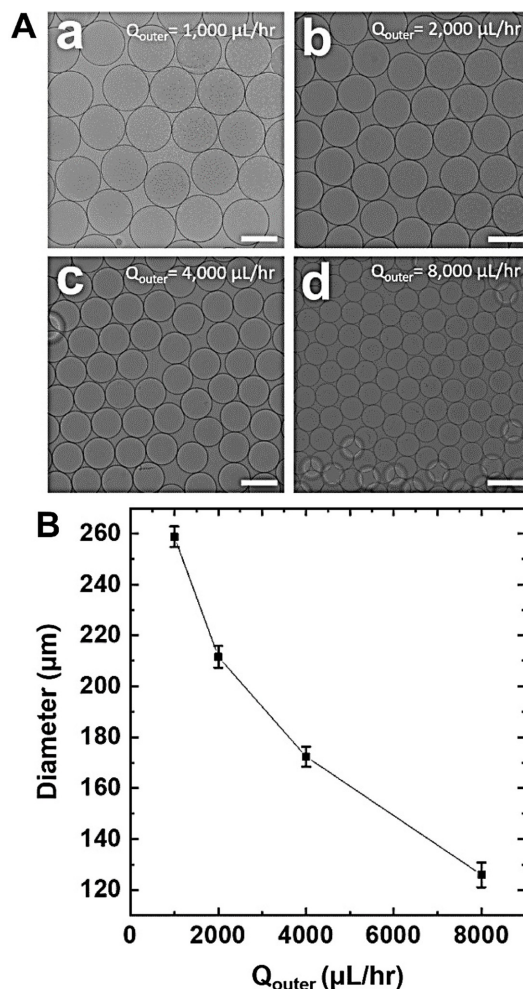 A
a
Qouter= 1,000 µL/hr
b
Qouter= 2,000 µL/hr
c
Qouter= 4,000 µL/hr
d
Qouter= 8,000 µL/hr
B
260
240
220
200
180
160
140
120
Diameter (µm)
0 2000 4000 6000 8000
Qouter (µL/hr)